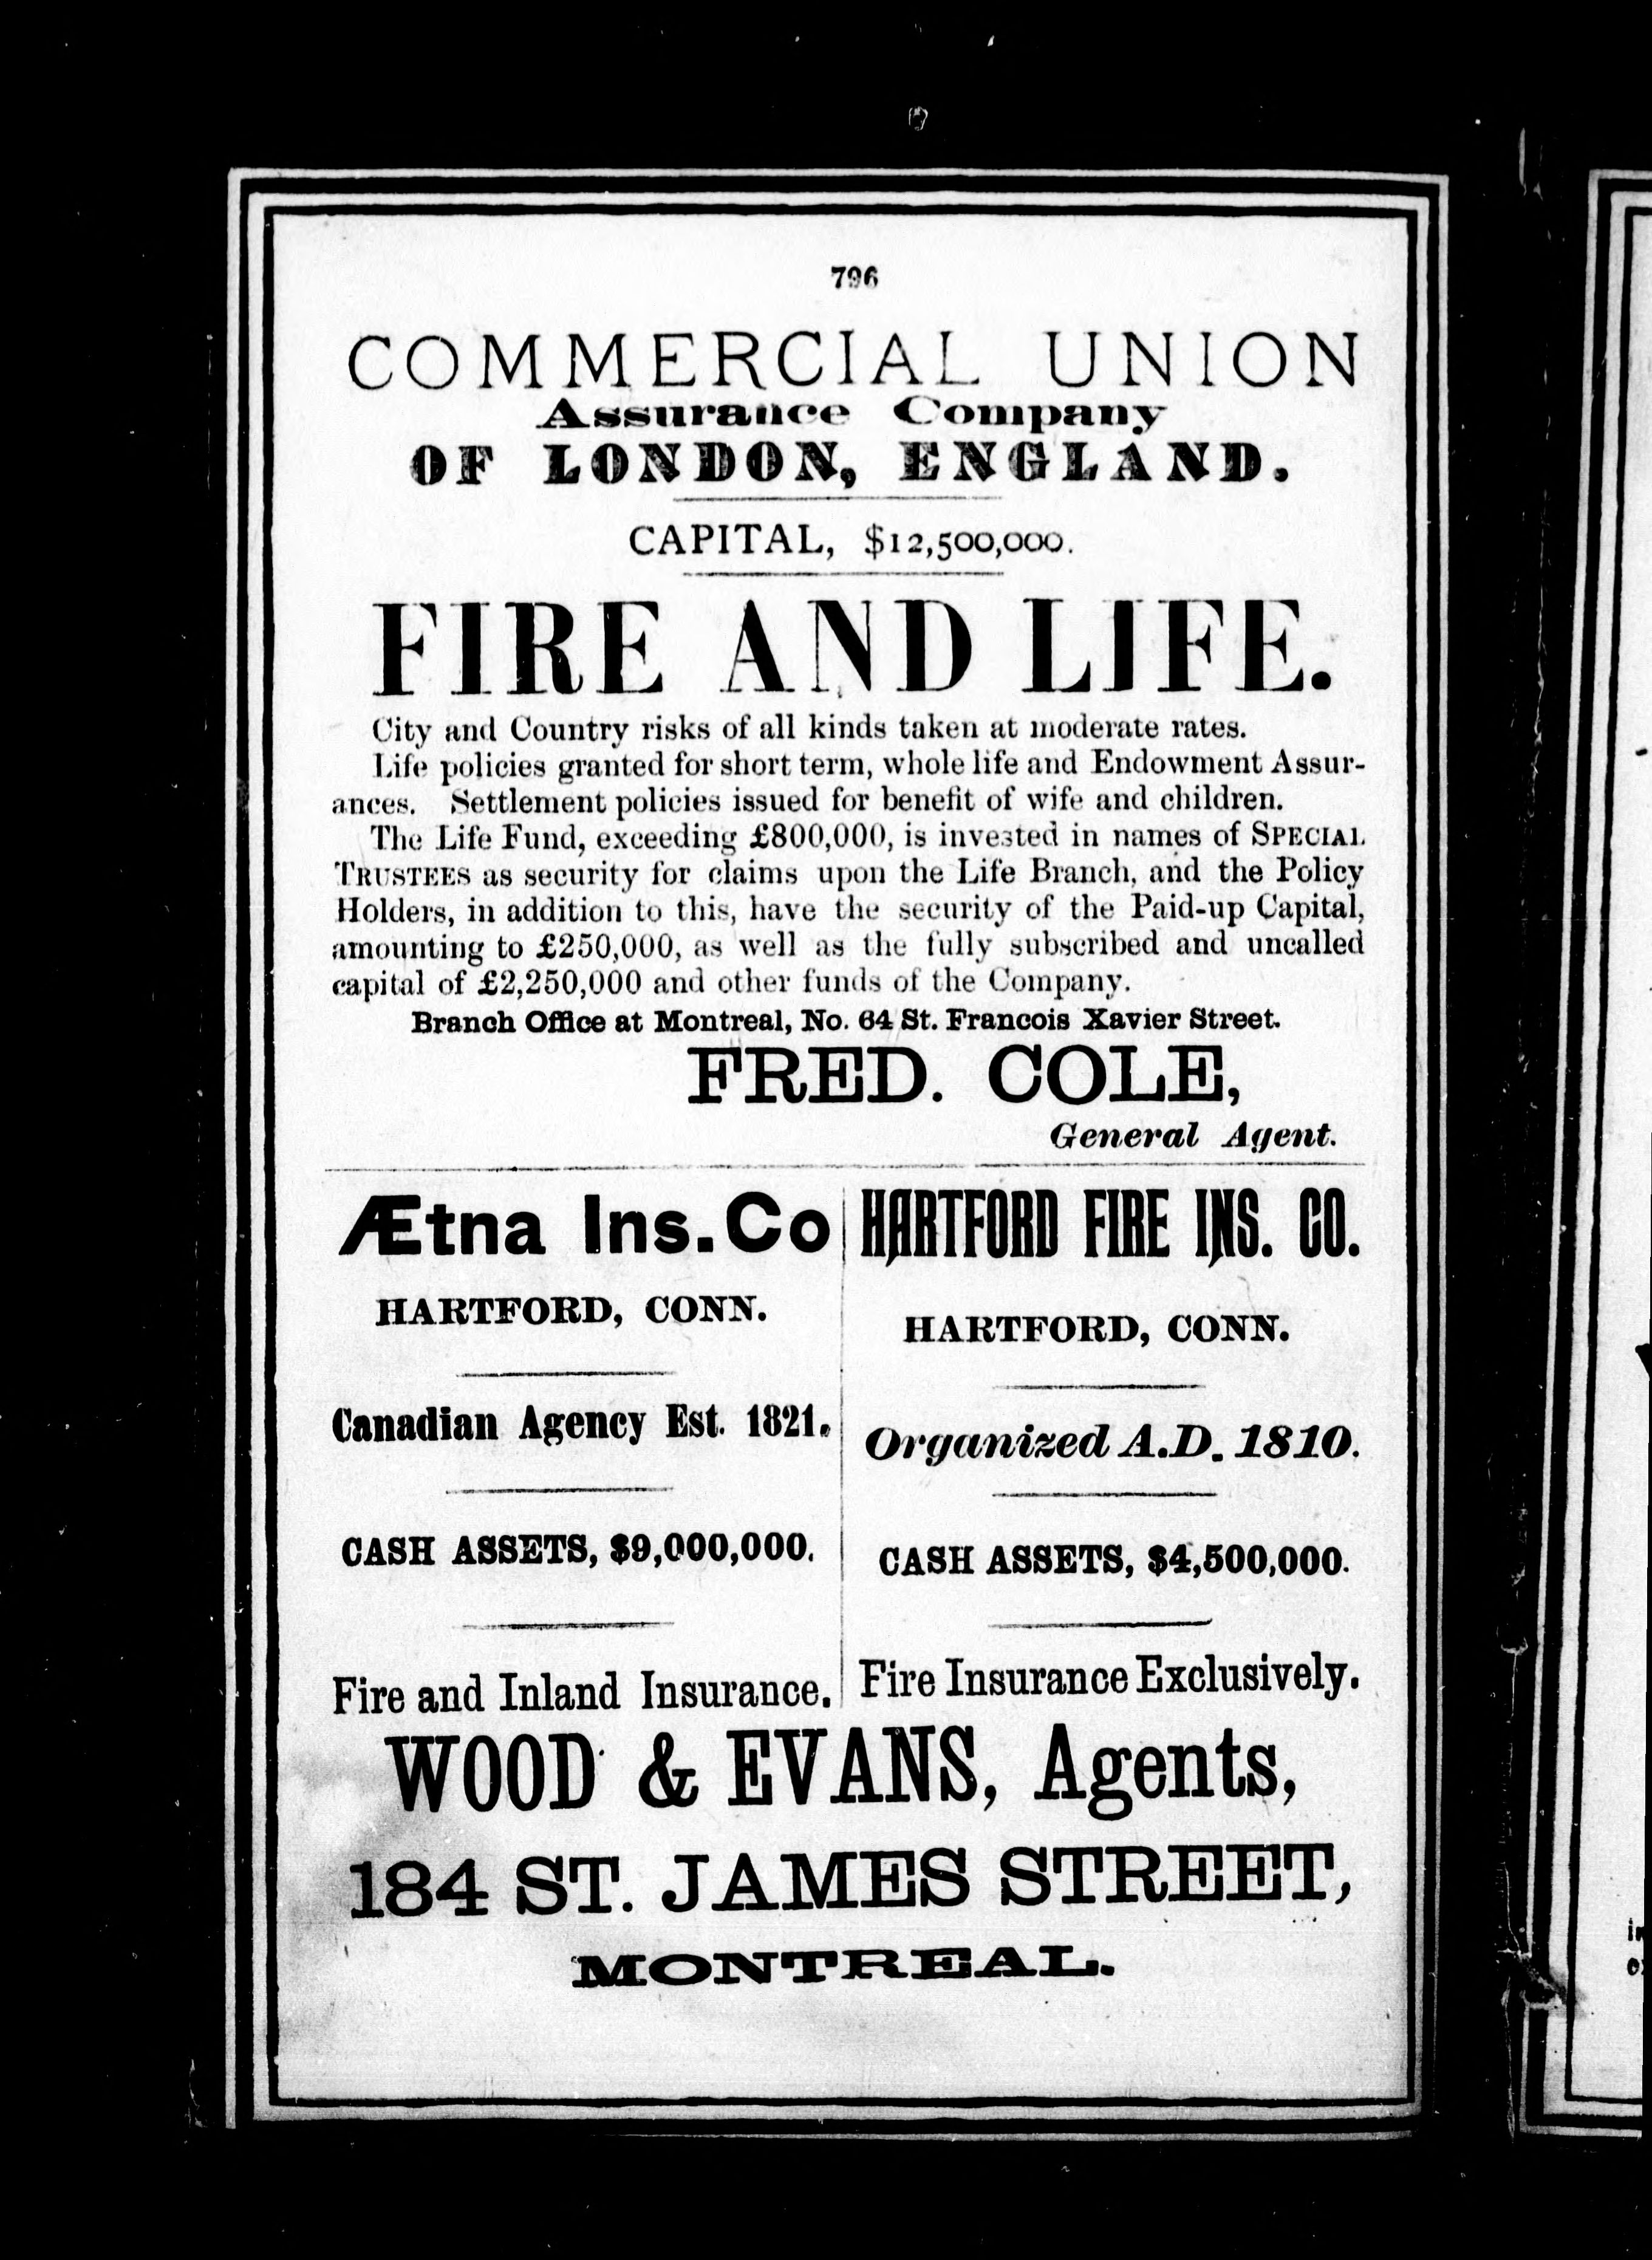 796
COMMERCIAL UNION
Assurance Company
OF LONDON, ENGLAND.
CAPITAL, $12,500,000.
FIRE AND LIFE.
City and Country risks of all kinds taken at moderate rates.
Life policies granted for short term, whole life and Endowment Assur-
ances. Settlement policies issued for benefit of wife and children.
The Life Fund, exceeding £800,000, is invested in names of SPECIAL
TRUSTEES as security for claims upon the Life Branch, and the Policy
Holders, in addition to this, have the security of the Paid-up Capital,
amounting to £250,000, as well as the fully subscribed and uncalled
capital of £2,250,000 and other funds of the Company.
Branch Office at Montreal, No. 64 St. Francois Xavier Street.
FRED. COLE,
General Agent.
Ætna Ins. Co
HARTFORD, CONN.
Canadian Agency Est. 1821.
CASH ASSETS, $9,000,000.
Fire and Inland Insurance.
HARTFORD FIRE INS. CO.
HARTFORD, CONN.
Organized A.D. 1810.
CASH ASSETS, $4,500,000.
Fire Insurance Exclusively.
WOOD & EVANS, Agents,
184 ST. JAMES STREET,
MONTREAL.